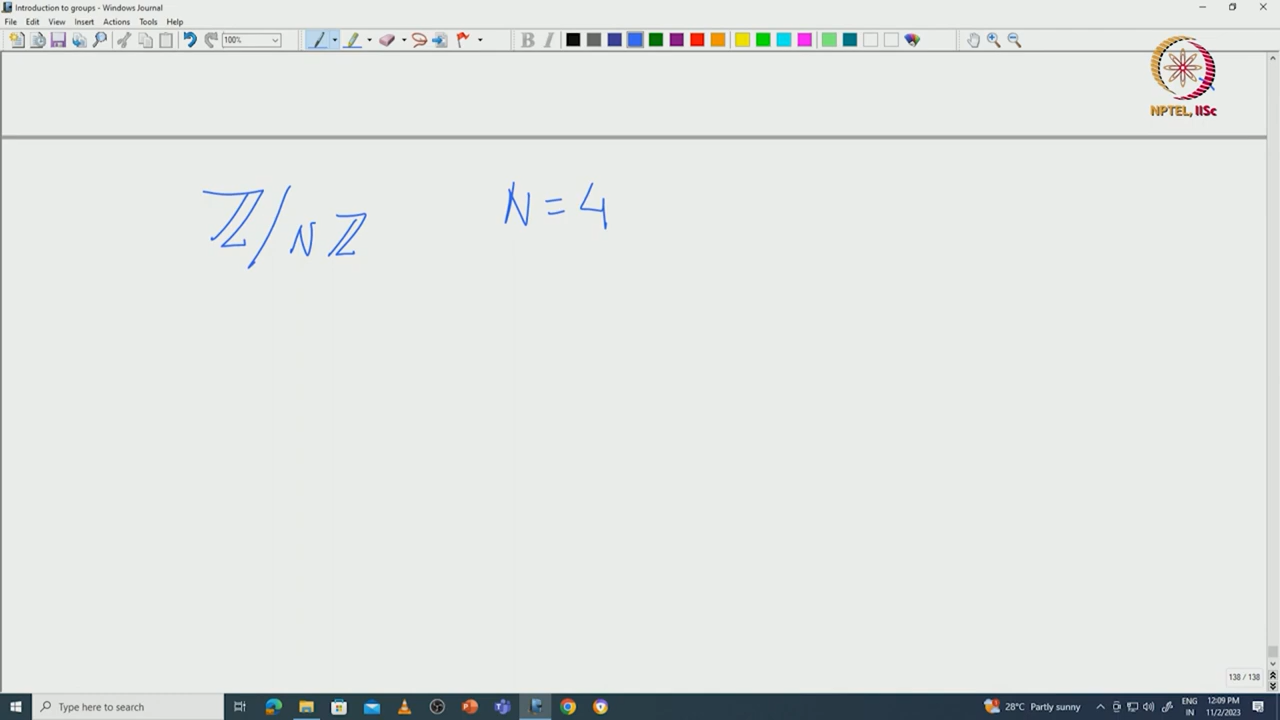 Introduction to groups - Windows Journal
File Edit View Insert Actions Tools Help
100%
B I
NPTEL, IISc
ℤ/Nℤ N = 4
138 / 138
Type here to search
28°C Partly sunny
ENG
IN
12:09 PM
11/2/2023